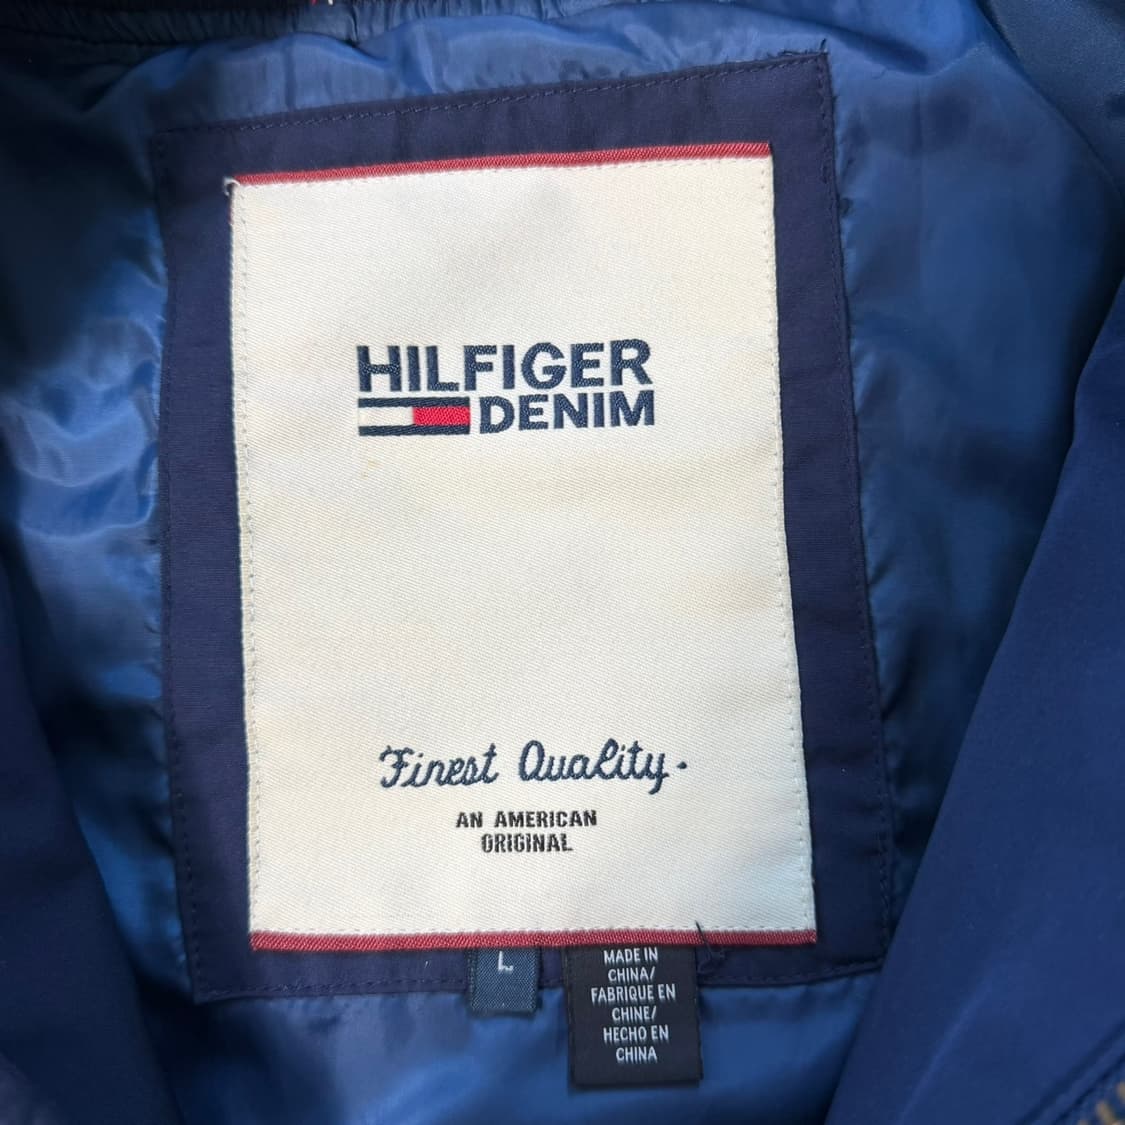 HILFIGER
DENIM
Finest Quality.
AN AMERICAN
ORIGINAL
L
MADE IN
CHINA/
FABRIQUE EN
CHINE/
HECHO EN
CHINA